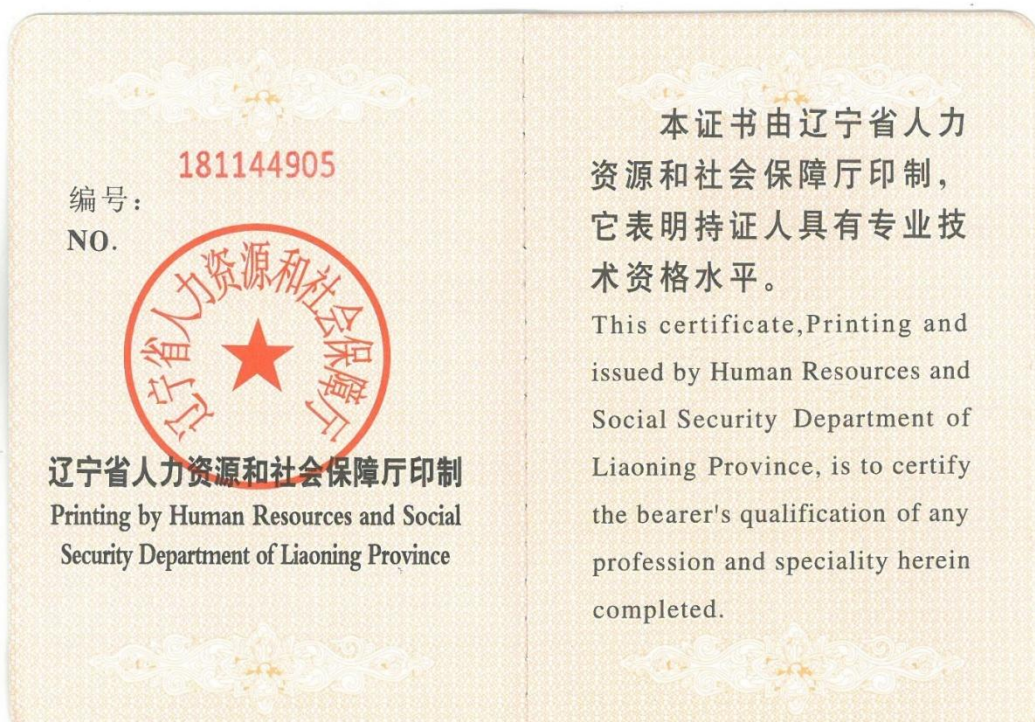 181144905
编号：
NO.
辽宁省人力资源和社会保障厅
辽宁省人力资源和社会保障厅印制
Printing by Human Resources and Social
Security Department of Liaoning Province
本证书由辽宁省人力
资源和社会保障厅印制，
它表明持证人具有专业技
术资格水平。
This certificate,Printing and
issued by Human Resources and
Social Security Department of
Liaoning Province, is to certify
the bearer's qualification of any
profession and speciality herein
completed.